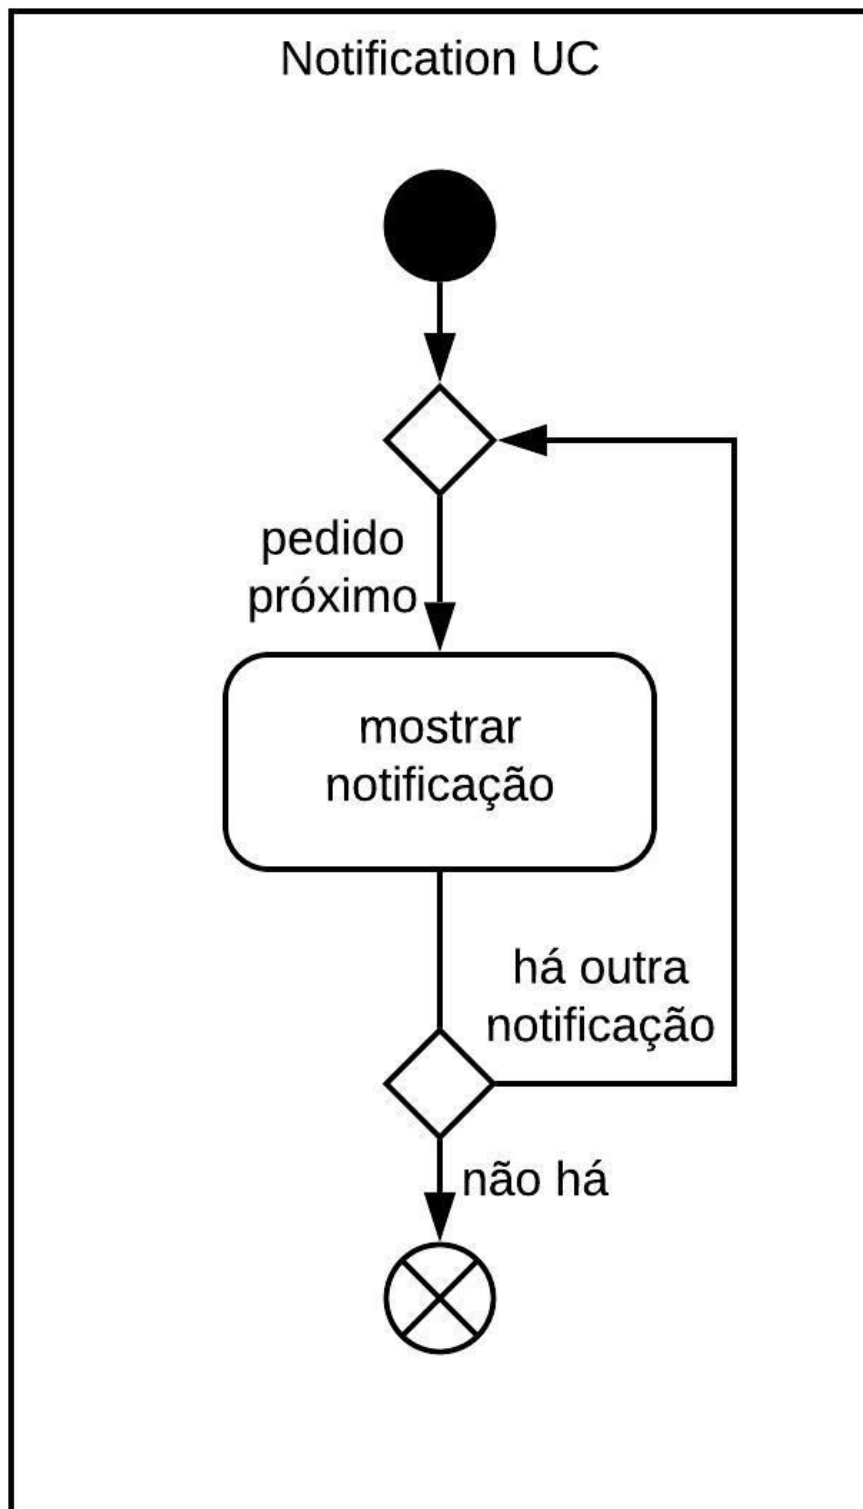 Notification UC
pedido
próximo
mostrar
notificação
há outra
notificação
não há